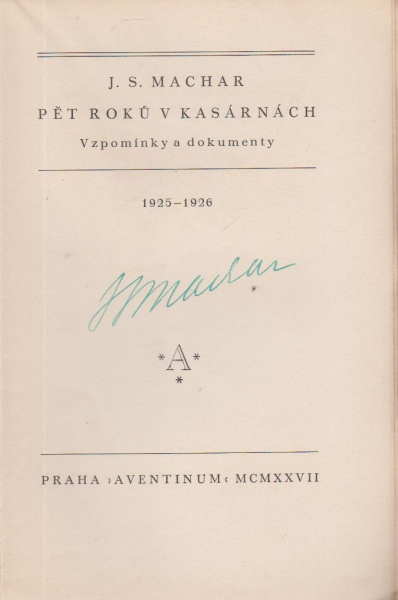 J. S. MACHAR
PĚT ROKŮ V KASÁRNÁCH
Vzpomínky a dokumenty
1925–1926
JSMachar
*A*
*
PRAHA ›AVENTINUM‹ MCMXXVII